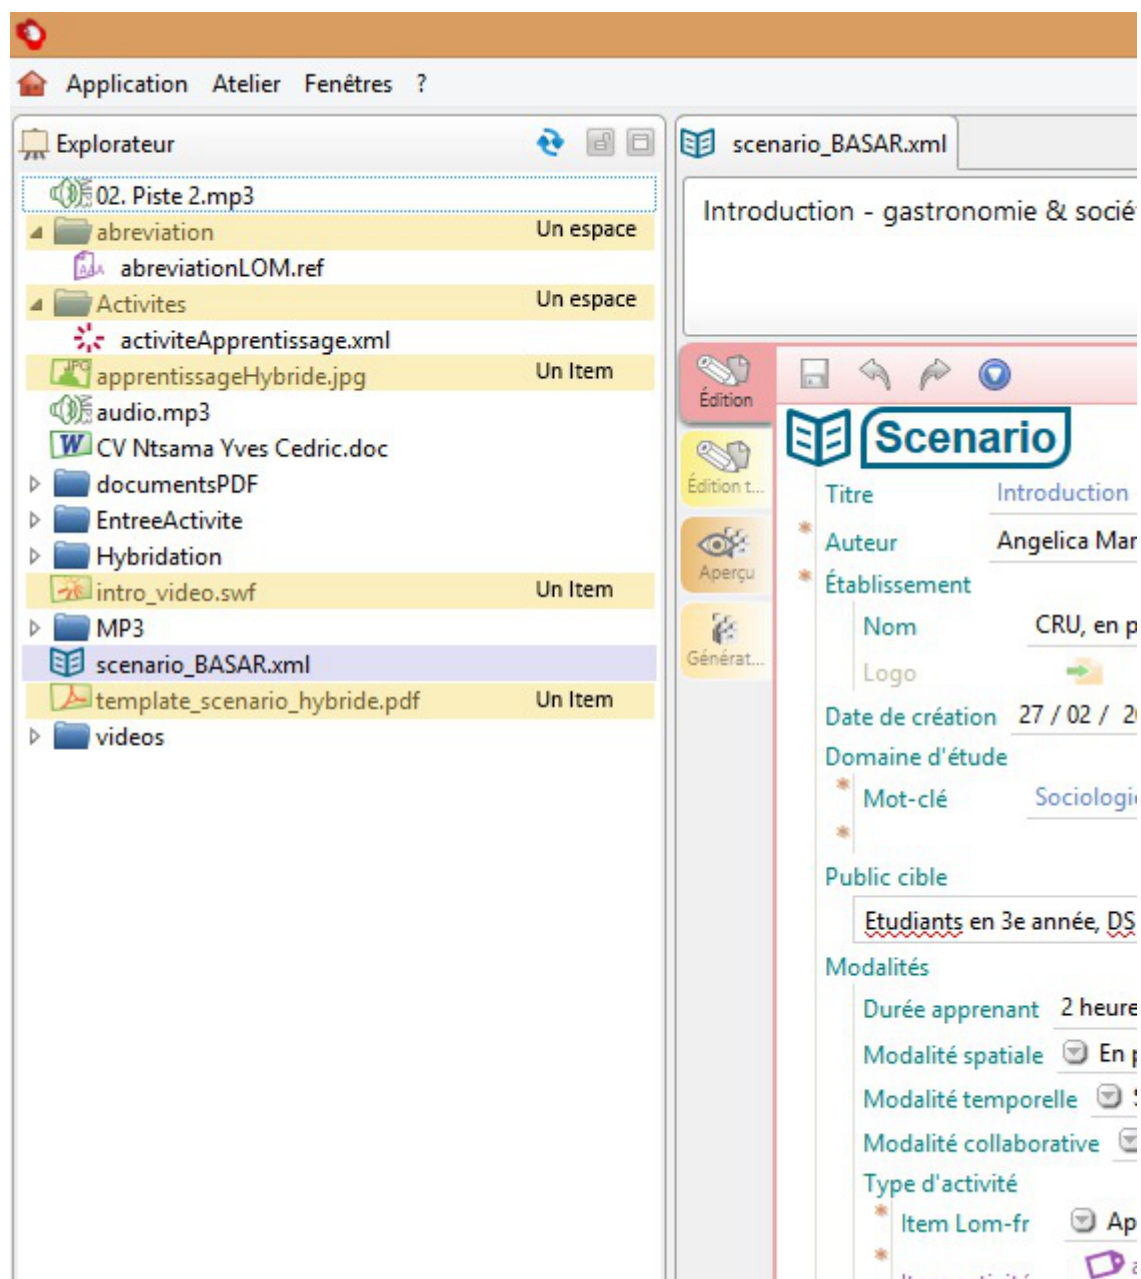 Application Atelier Fenêtres ?
Explorateur
02. Piste 2.mp3
abreviation Un espace
abreviationLOM.ref
Activites Un espace
activiteApprentissage.xml
apprentissageHybride.jpg Un Item
audio.mp3
CV Ntsama Yves Cedric.doc
documentsPDF
EntreeActivite
Hybridation
intro_video.swf Un Item
MP3
scenario_BASAR.xml
template_scenario_hybride.pdf Un Item
videos
scenario_BASAR.xml
Introduction - gastronomie & socié
Édition
Édition t...
Aperçu
Générat...
Scenario
Titre Introduction
Auteur Angelica Mar
Établissement
Nom CRU, en p
Logo
Date de création 27 / 02 / 2
Domaine d'étude
Mot-clé Sociologi
Public cible
Etudiants en 3e année, DS
Modalités
Durée apprenant 2 heure
Modalité spatiale En p
Modalité temporelle
Modalité collaborative
Type d'activité
Item Lom-fr Ap